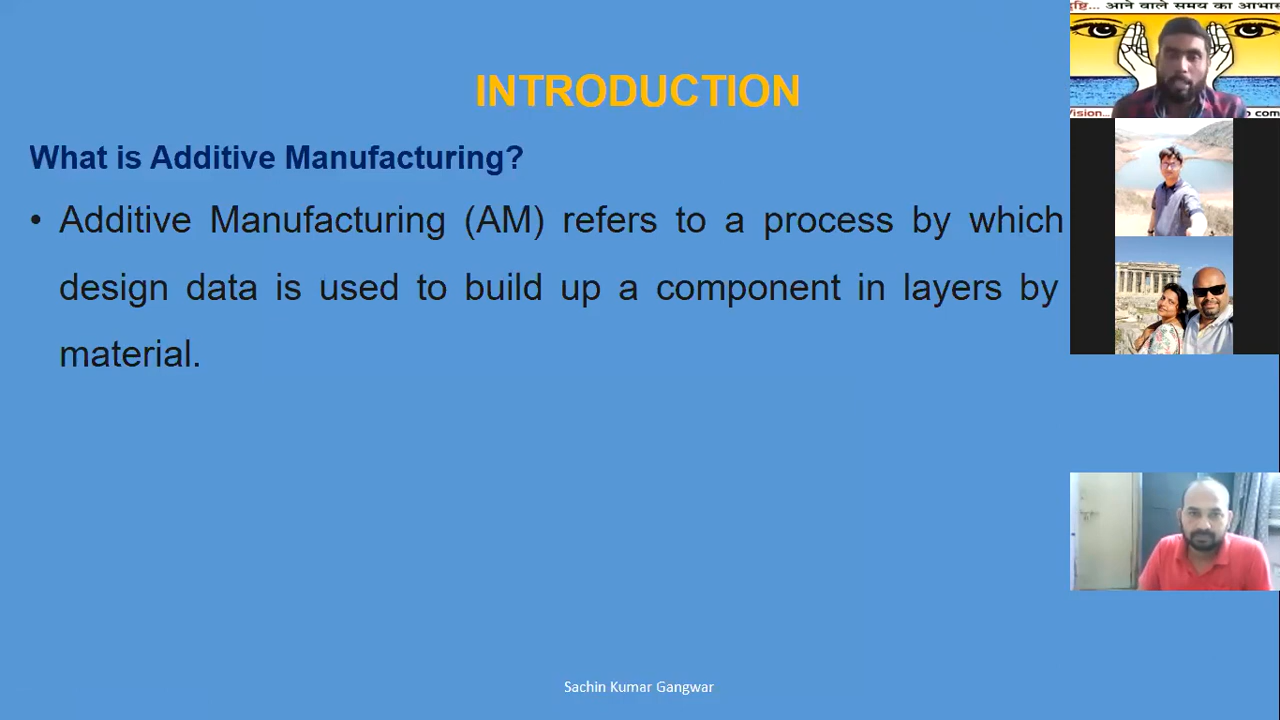 INTRODUCTION
What is Additive Manufacturing?
• Additive Manufacturing (AM) refers to a process by which
design data is used to build up a component in layers by
material.
आने वाले समय का
Sachin Kumar Gangwar